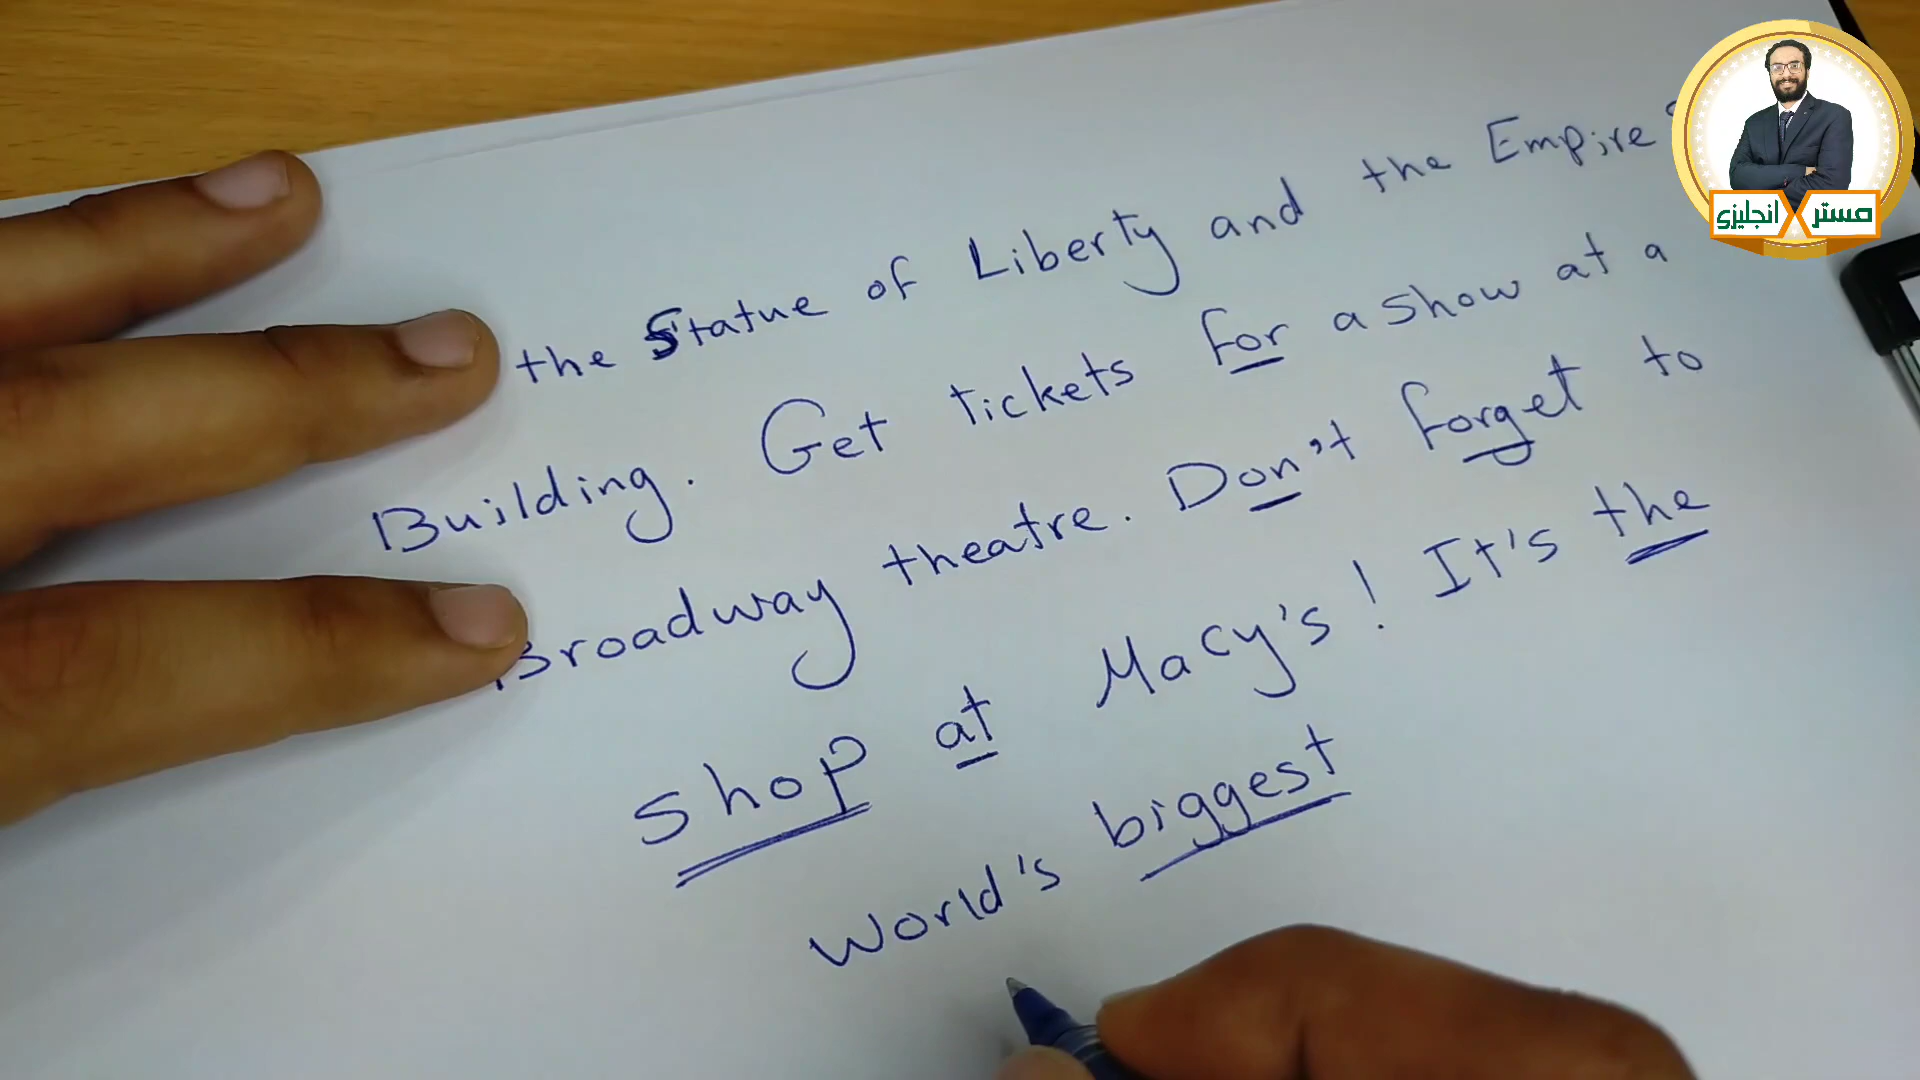 the Statue of Liberty and the Empire
Building. Get tickets for a show at a
Broadway theatre. Don't forget to
shop at Macy's! It's the
world's biggest
مستر X انجليزي